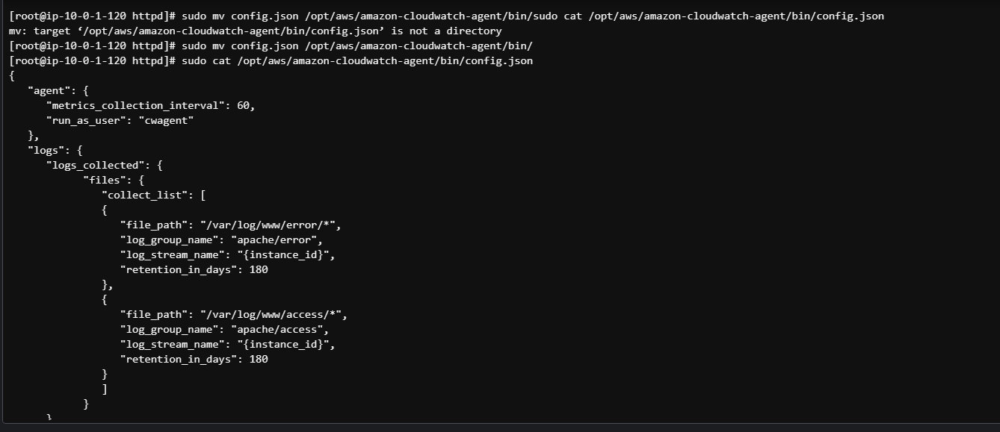 [root@ip-10-0-1-120 httpd]# sudo mv config.json /opt/aws/amazon-cloudwatch-agent/bin/sudo cat /opt/aws/amazon-cloudwatch-agent/bin/config.json
mv: target ‘/opt/aws/amazon-cloudwatch-agent/bin/config.json’ is not a directory
[root@ip-10-0-1-120 httpd]# sudo mv config.json /opt/aws/amazon-cloudwatch-agent/bin/
[root@ip-10-0-1-120 httpd]# sudo cat /opt/aws/amazon-cloudwatch-agent/bin/config.json
{
   "agent": {
      "metrics_collection_interval": 60,
      "run_as_user": "cwagent"
   },
   "logs": {
      "logs_collected": {
            "files": {
               "collect_list": [
               {
                  "file_path": "/var/log/www/error/*",
                  "log_group_name": "apache/error",
                  "log_stream_name": "{instance_id}",
                  "retention_in_days": 180
               },
               {
                  "file_path": "/var/log/www/access/*",
                  "log_group_name": "apache/access",
                  "log_stream_name": "{instance_id}",
                  "retention_in_days": 180
               }
               ]
            }
      }